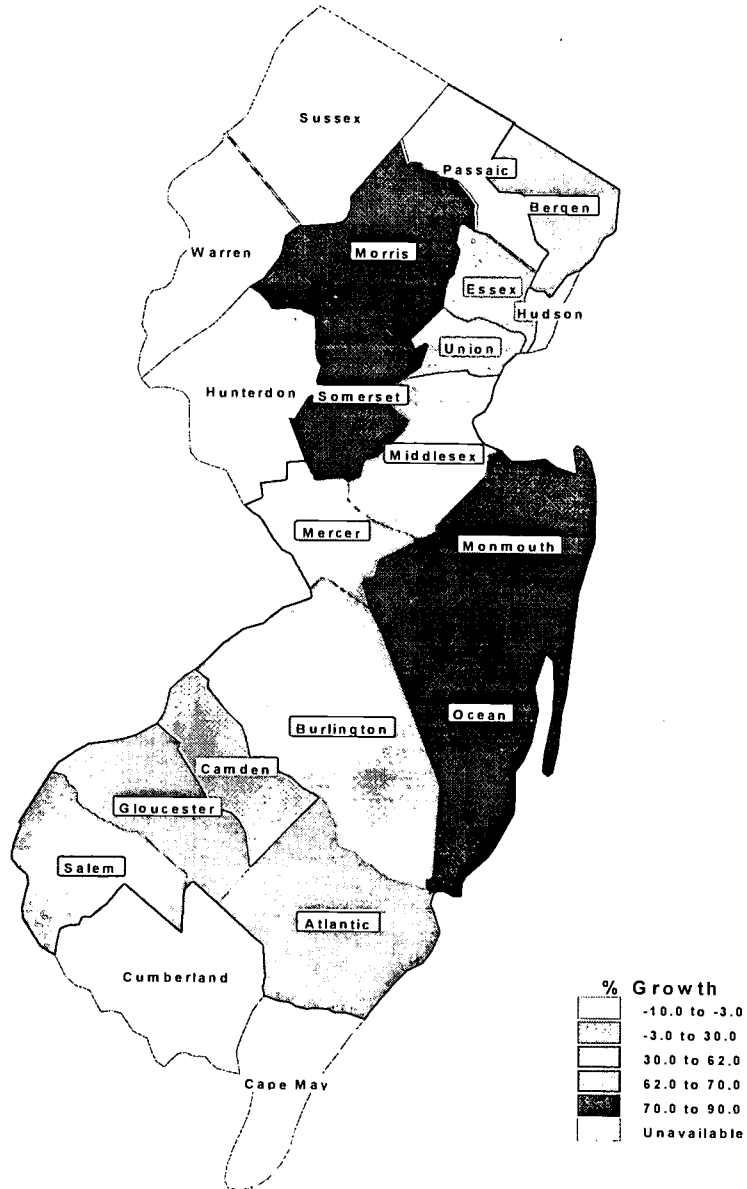 Sussex
Passaic
Bergen
Warren
Morris
Essex
Hudson
Union
Hunterdon
Somerset
Middlesex
Mercer
Monmouth
Ocean
Burlington
Camden
Gloucester
Salem
Atlantic
Cumberland
Cape May
% Growth
-10.0 to -3.0
-3.0 to 30.0
30.0 to 62.0
62.0 to 70.0
70.0 to 90.0
Unavailable